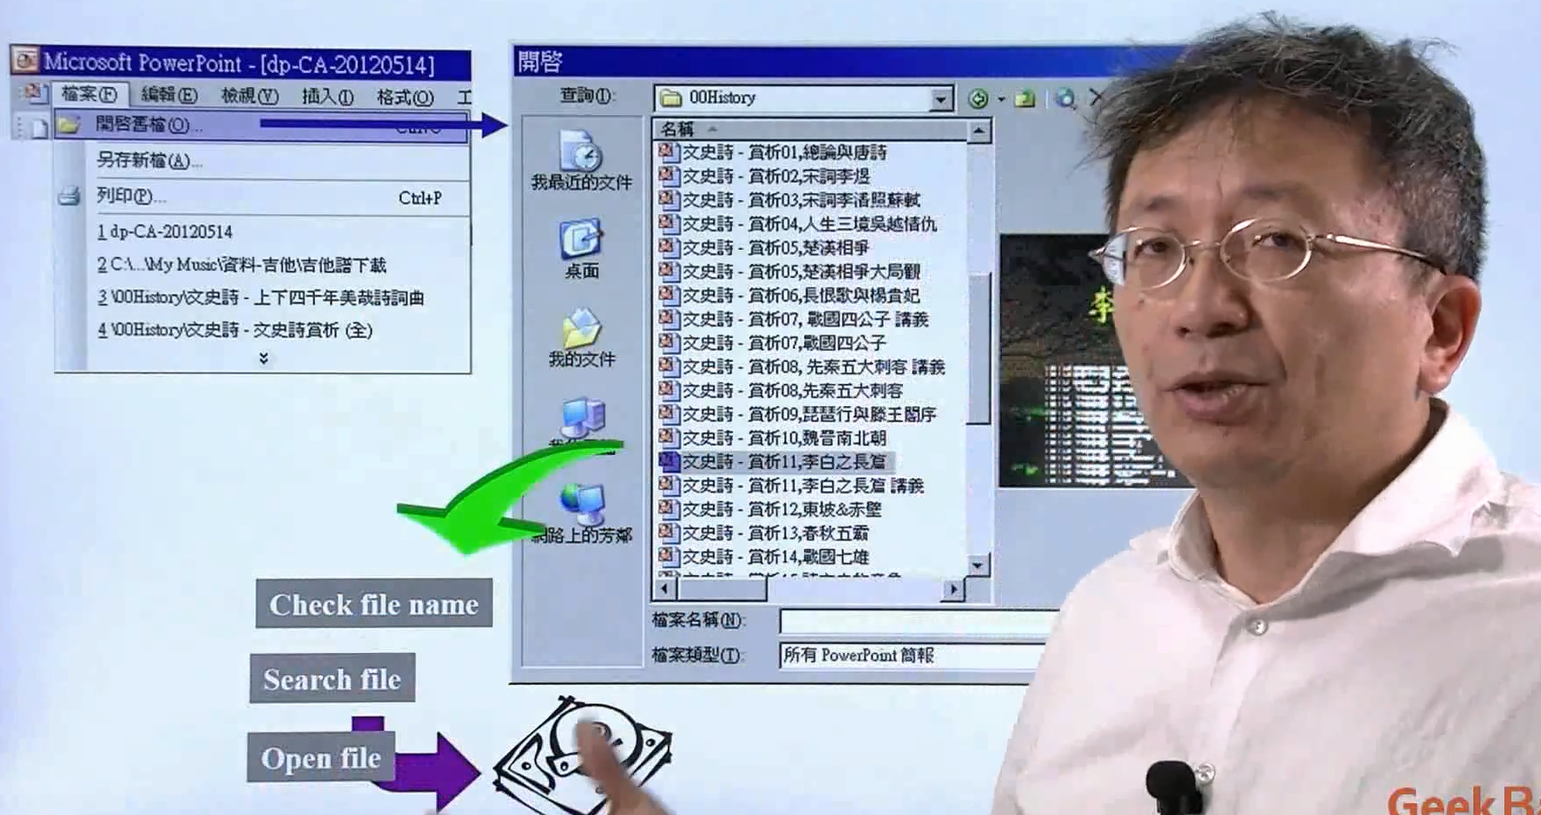 Microsoft PowerPoint - [dp-CA-20120514]
檔案(F) 編輯(E) 檢視(V) 插入(I) 格式(O) 工
開啓舊檔(O)...
另存新檔(A)...
列印(P)... Ctrl+P
1 dp-CA-20120514
2 C:\...\My Music\資料-吉他\吉他譜下載
3 \00History\文史詩 - 上下四千年美哉詩詞曲
4 \00History\文史詩 - 文史詩賞析 (全)
開啓
查詢(I): 00History
我最近的文件
桌面
我的文件
網路上的芳鄰
名稱
文史詩 - 賞析01,總論與唐詩
文史詩 - 賞析02,宋詞李煜
文史詩 - 賞析03,宋詞李清照蘇軾
文史詩 - 賞析04,人生三境吳越情仇
文史詩 - 賞析05,楚漢相爭
文史詩 - 賞析05,楚漢相爭大局觀
文史詩 - 賞析06,長恨歌與楊貴妃
文史詩 - 賞析07, 戰國四公子 講義
文史詩 - 賞析07,戰國四公子
文史詩 - 賞析08, 先秦五大刺客 講義
文史詩 - 賞析08,先秦五大刺客
文史詩 - 賞析09,琵琶行與滕王閣序
文史詩 - 賞析10,魏晉南北朝
文史詩 - 賞析11,李白之長篇
文史詩 - 賞析11,李白之長篇 講義
文史詩 - 賞析12,東坡&赤壁
文史詩 - 賞析13,春秋五霸
文史詩 - 賞析14,戰國七雄
檔案名稱(N):
檔案類型(T): 所有 PowerPoint 簡報
李
Check file name
Search file
Open file
Geek Ba